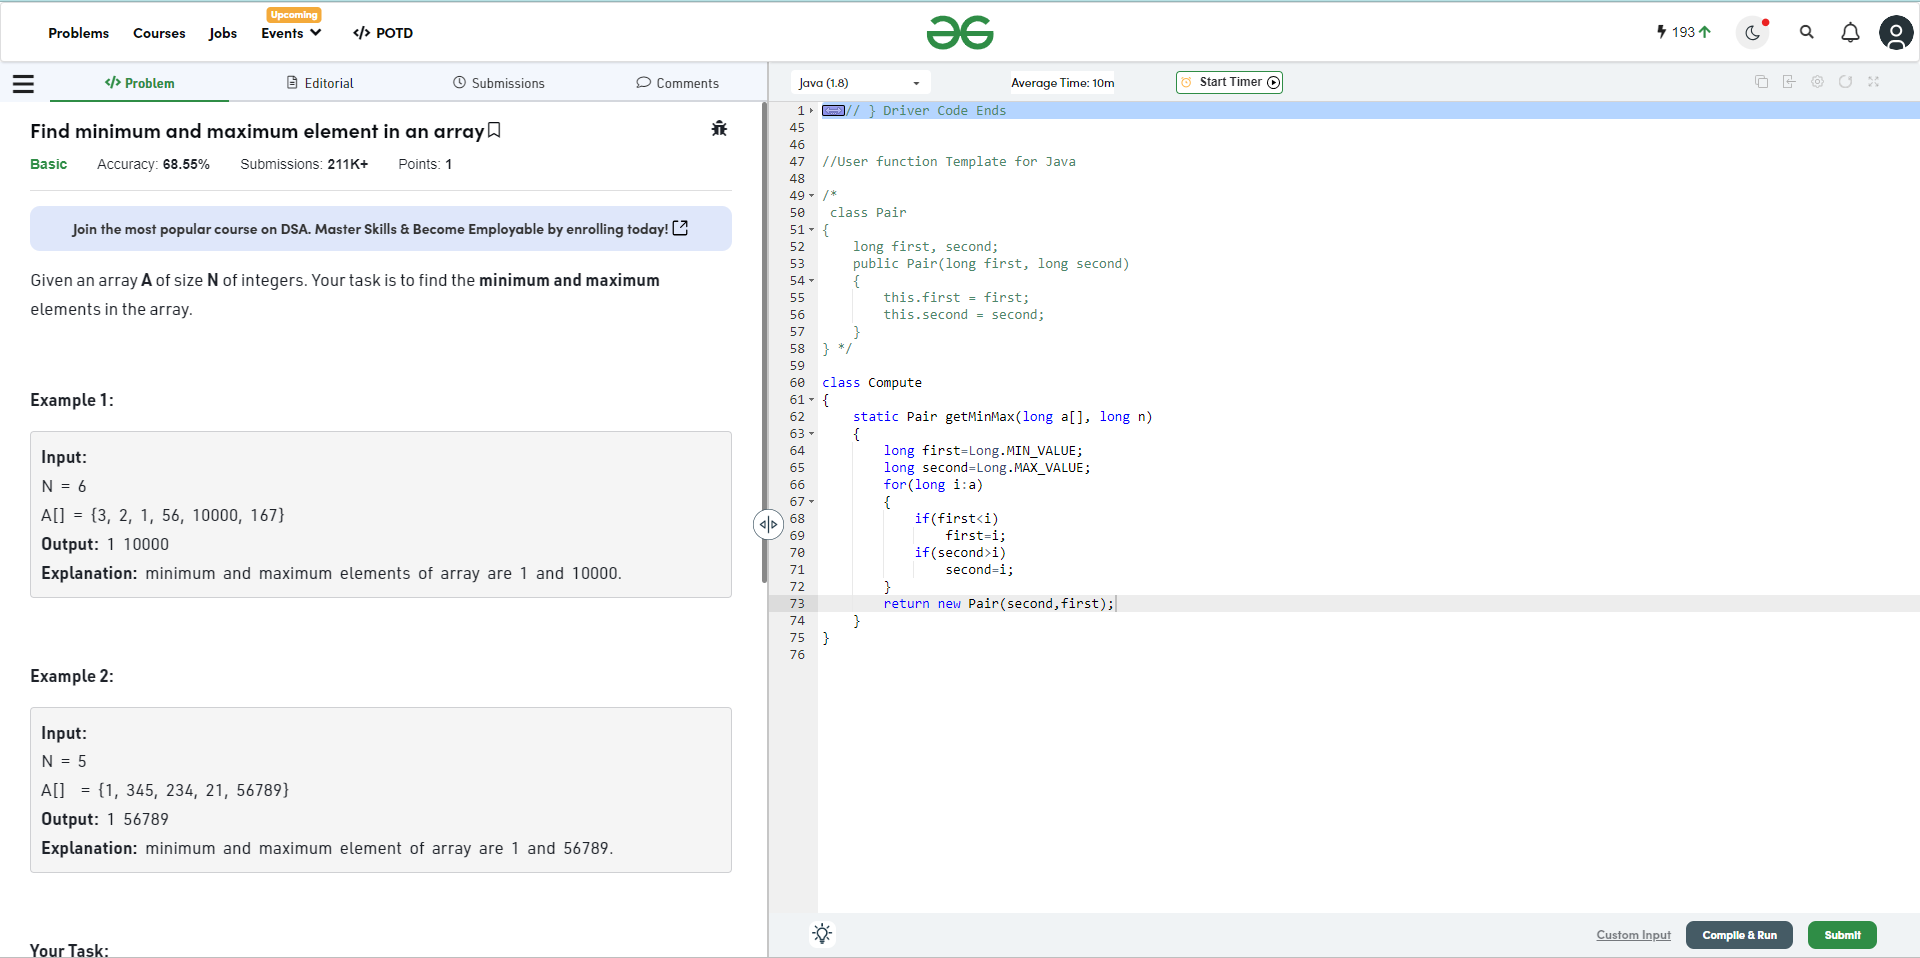 Problems Courses Jobs Upcoming Events POTD
193
Problem Editorial Submissions Comments
Find minimum and maximum element in an array
Basic Accuracy: 68.55% Submissions: 211K+ Points: 1
Join the most popular course on DSA. Master Skills & Become Employable by enrolling today!
Given an array A of size N of integers. Your task is to find the minimum and maximum
elements in the array.
Example 1:
Input:
N = 6
A[] = {3, 2, 1, 56, 10000, 167}
Output: 1 10000
Explanation: minimum and maximum elements of array are 1 and 10000.
Example 2:
Input:
N = 5
A[] = {1, 345, 234, 21, 56789}
Output: 1 56789
Explanation: minimum and maximum element of array are 1 and 56789.
Your Task:
Java (1.8) Average Time: 10m Start Timer
1 // } Driver Code Ends
45
46
47 //User function Template for Java
48
49 /*
50 class Pair
51 {
52 long first, second;
53 public Pair(long first, long second)
54 {
55 this.first = first;
56 this.second = second;
57 }
58 } */
59
60 class Compute
61 {
62 static Pair getMinMax(long a[], long n)
63 {
64 long first=Long.MIN_VALUE;
65 long second=Long.MAX_VALUE;
66 for(long i:a)
67 {
68 if(first<i)
69 first=i;
70 if(second>i)
71 second=i;
72 }
73 return new Pair(second,first);
74 }
75 }
76
Custom Input Compile & Run Submit